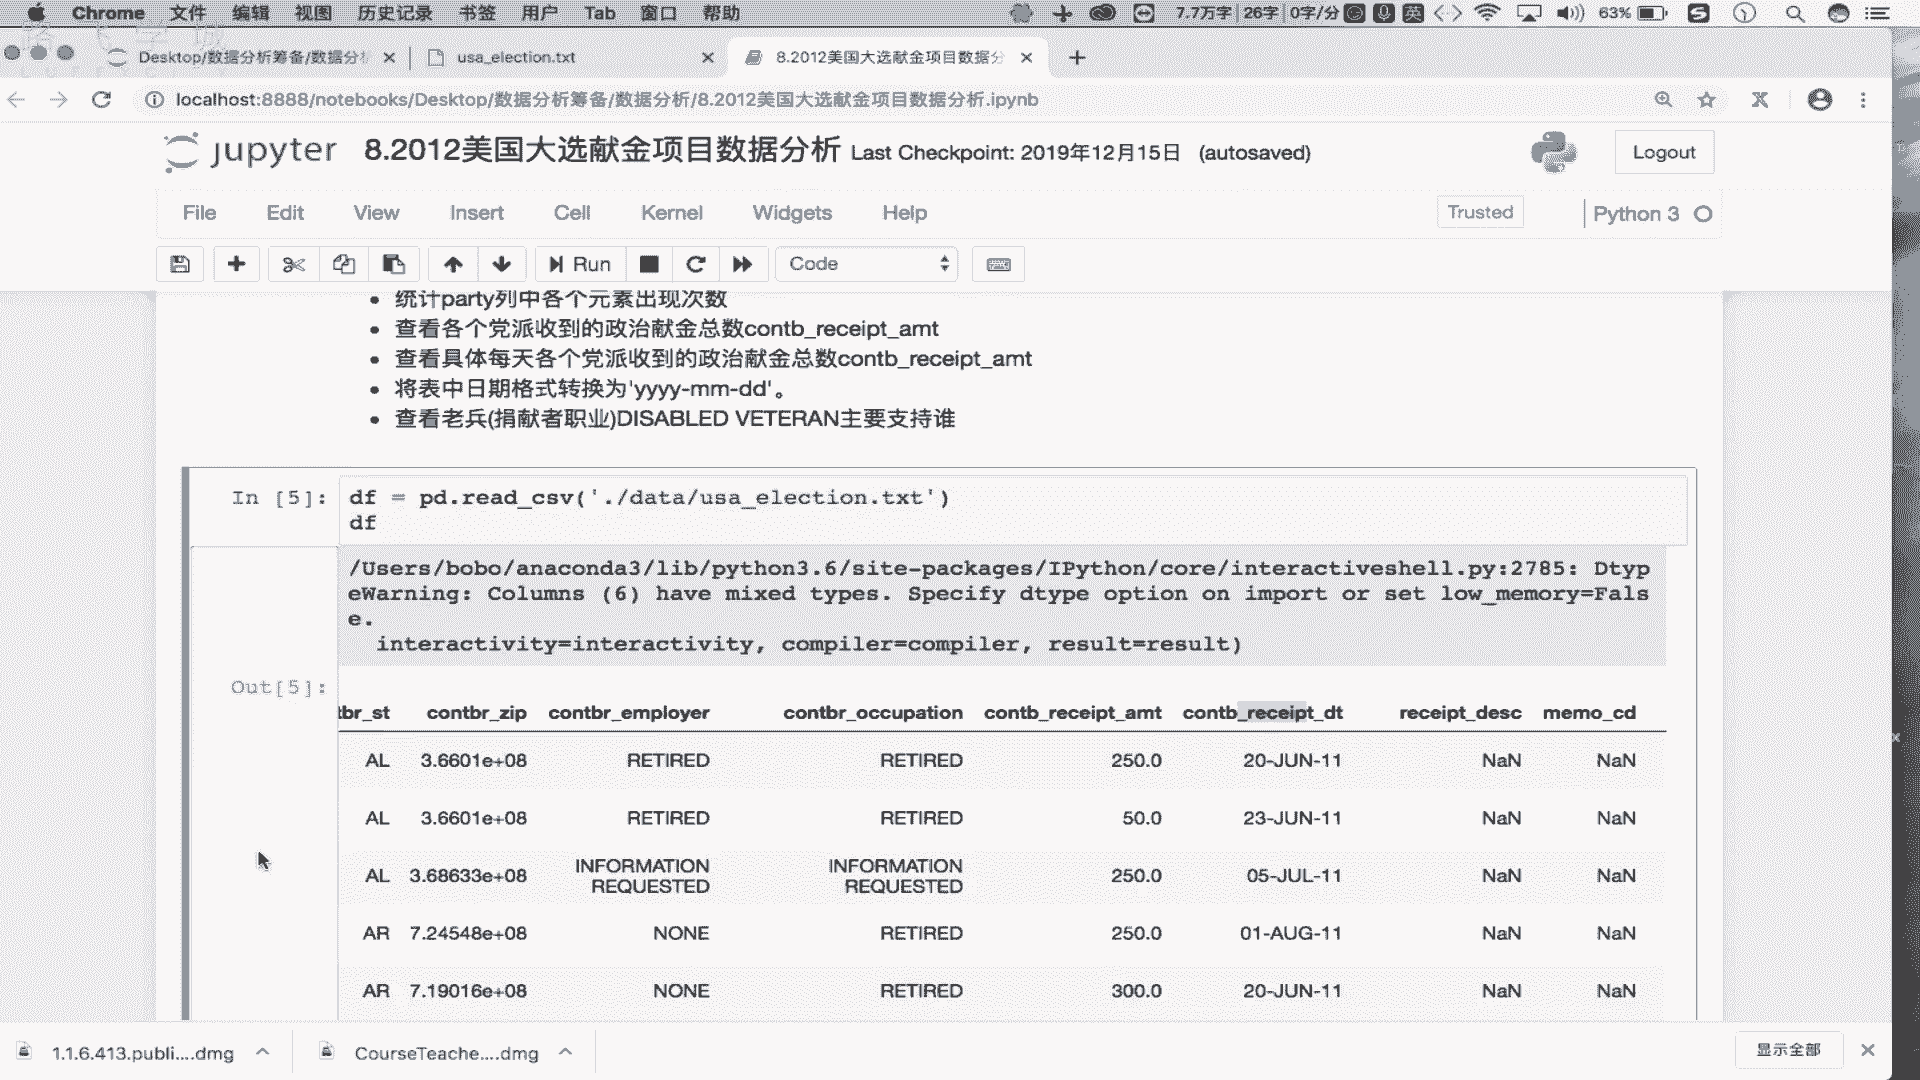 Chrome 文件 编辑 视图 历史记录 书签 用户 Tab 窗口 帮助 7.7万字 26字 0字/分 英 63%
Desktop/数据分析筹备/数据分析 usa_election.txt 8.2012美国大选献金项目数据分
localhost:8888/notebooks/Desktop/数据分析筹备/数据分析/8.2012美国大选献金项目数据分析.ipynb
jupyter 8.2012美国大选献金项目数据分析 Last Checkpoint: 2019年12月15日 (autosaved) Logout
File Edit View Insert Cell Kernel Widgets Help Trusted Python 3
Run Code
统计party列中各个元素出现次数
查看各个党派收到的政治献金总数contb_receipt_amt
查看具体每天各个党派收到的政治献金总数contb_receipt_amt
将表中日期格式转换为'yyyy-mm-dd'。
查看老兵(捐献者职业)DISABLED VETERAN主要支持谁
In [5]: df = pd.read_csv('./data/usa_election.txt')
df
/Users/bobo/anaconda3/lib/python3.6/site-packages/IPython/core/interactiveshell.py:2785: Dtyp
eWarning: Columns (6) have mixed types. Specify dtype option on import or set low_memory=Fals
e.
interactivity=interactivity, compiler=compiler, result=result)
Out[5]:
tbr_st contbr_zip contbr_employer contbr_occupation contb_receipt_amt contb_receipt_dt receipt_desc memo_cd
AL 3.6601e+08 RETIRED RETIRED 250.0 20-JUN-11 NaN NaN
AL 3.6601e+08 RETIRED RETIRED 50.0 23-JUN-11 NaN NaN
AL 3.68633e+08 INFORMATION REQUESTED INFORMATION REQUESTED 250.0 05-JUL-11 NaN NaN
AR 7.24548e+08 NONE RETIRED 250.0 01-AUG-11 NaN NaN
AR 7.19016e+08 NONE RETIRED 300.0 20-JUN-11 NaN NaN
1.1.6.413.publi....dmg CourseTeache....dmg 显示全部